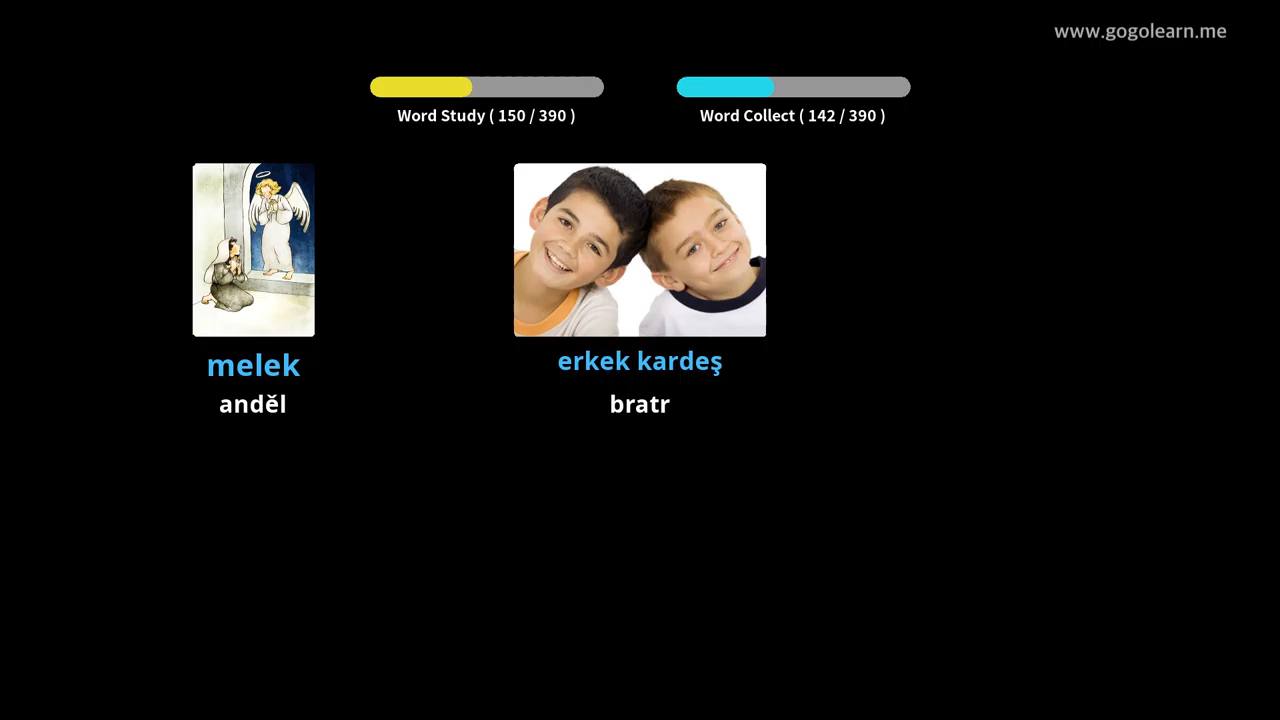 www.gogolearn.me
Word Study ( 150 / 390 )
Word Collect ( 142 / 390 )
melek
anděl
erkek kardeş
bratr